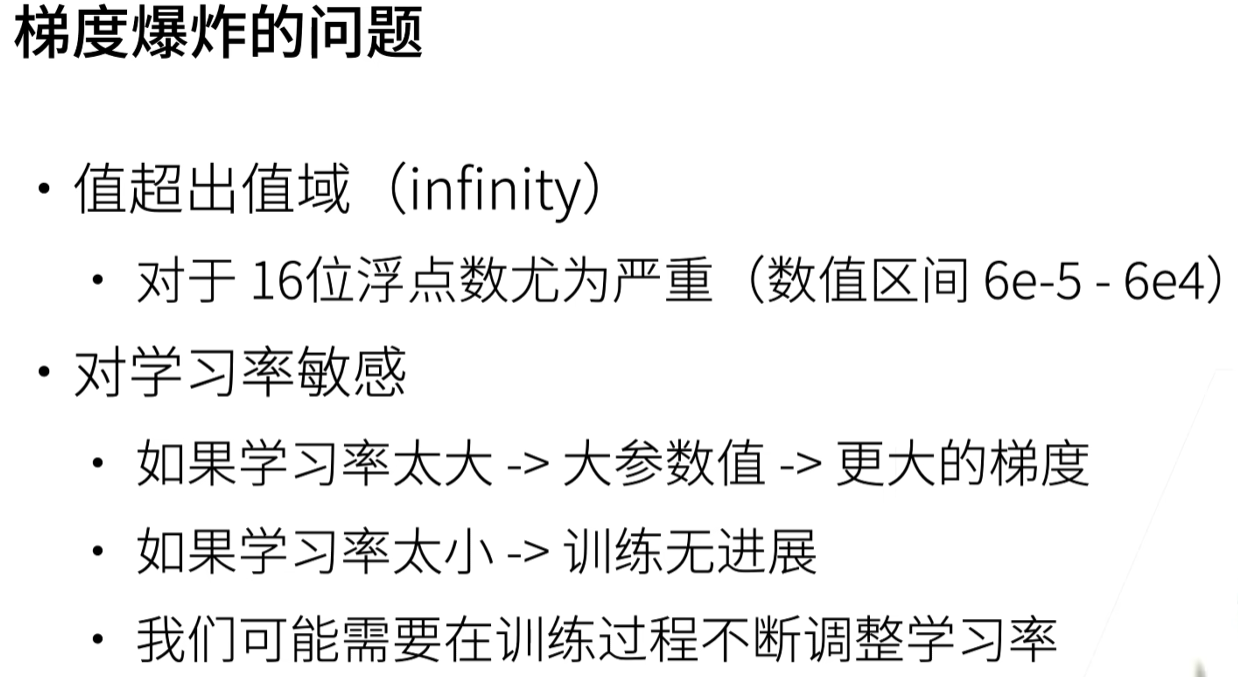 梯度爆炸的问题
• 值超出值域（infinity）
• 对于 16位浮点数尤为严重（数值区间 6e-5 - 6e4）
• 对学习率敏感
• 如果学习率太大 -> 大参数值 -> 更大的梯度
• 如果学习率太小 -> 训练无进展
• 我们可能需要在训练过程不断调整学习率